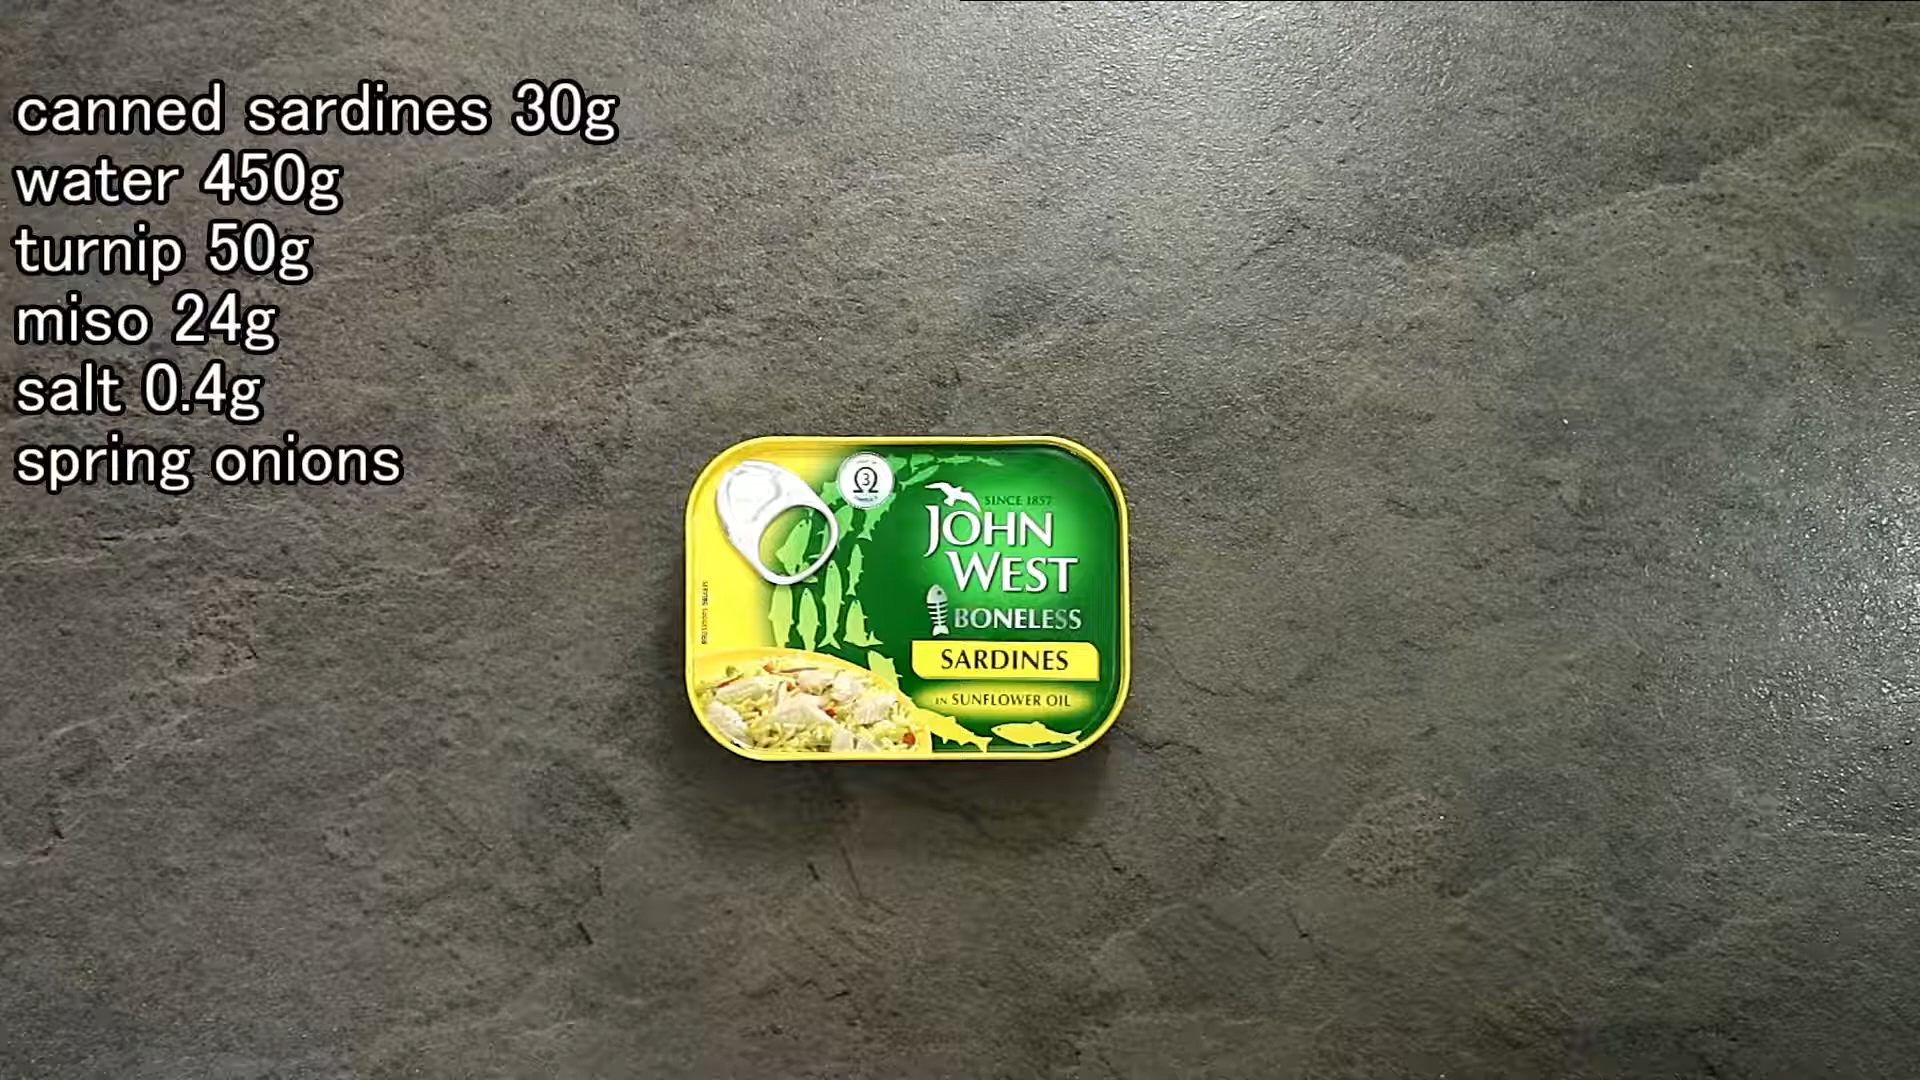 canned sardines 30g
water 450g
turnip 50g
miso 24g
salt 0.4g
spring onions
3
SINCE 1857
JOHN
WEST
BONELESS
SARDINES
IN SUNFLOWER OIL